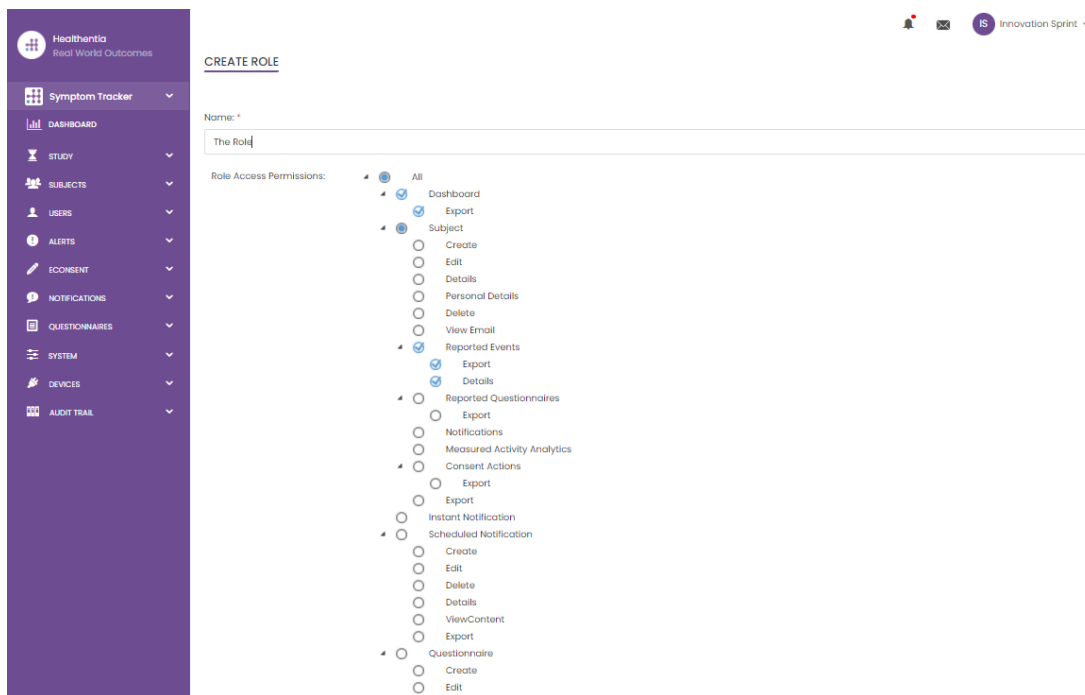 Healthentia
Real World Outcomes
IS Innovation Sprint
CREATE ROLE
Symptom Tracker
DASHBOARD
STUDY
SUBJECTS
USERS
ALERTS
ECONSENT
NOTIFICATIONS
QUESTIONNAIRES
SYSTEM
DEVICES
AUDIT TRAIL
Name: *
The Role
Role Access Permissions:
All
Dashboard
Export
Subject
Create
Edit
Details
Personal Details
Delete
View Email
Reported Events
Export
Details
Reported Questionnaires
Export
Notifications
Measured Activity Analytics
Consent Actions
Export
Export
Instant Notification
Scheduled Notification
Create
Edit
Delete
Details
ViewContent
Export
Questionnaire
Create
Edit